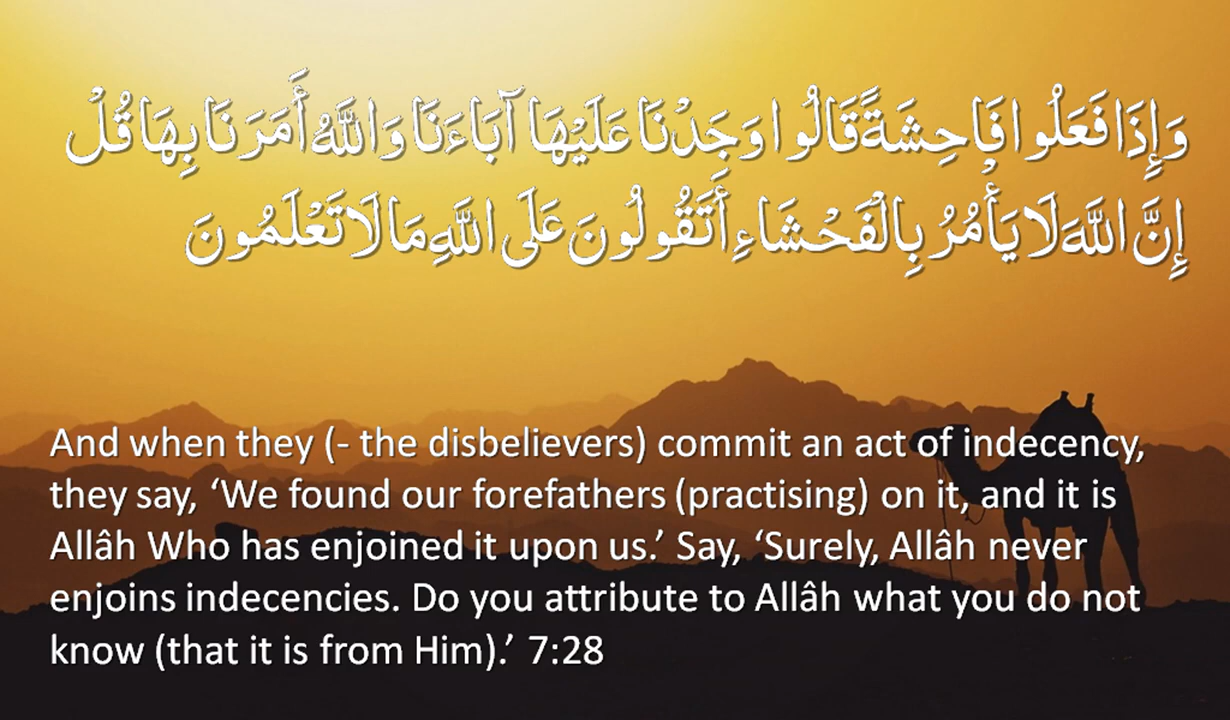 وَإِذَا فَعَلُوا فَاحِشَةً قَالُوا وَجَدْنَا عَلَيْهَا آبَاءَنَا وَاللَّهُ أَمَرَنَا بِهَا قُلْ
إِنَّ اللَّهَ لَا يَأْمُرُ بِالْفَحْشَاءِ أَتَقُولُونَ عَلَى اللَّهِ مَا لَا تَعْلَمُونَ
And when they (- the disbelievers) commit an act of indecency,
they say, ‘We found our forefathers (practising) on it, and it is
Allâh Who has enjoined it upon us.’ Say, ‘Surely, Allâh never
enjoins indecencies. Do you attribute to Allâh what you do not
know (that it is from Him).’ 7:28